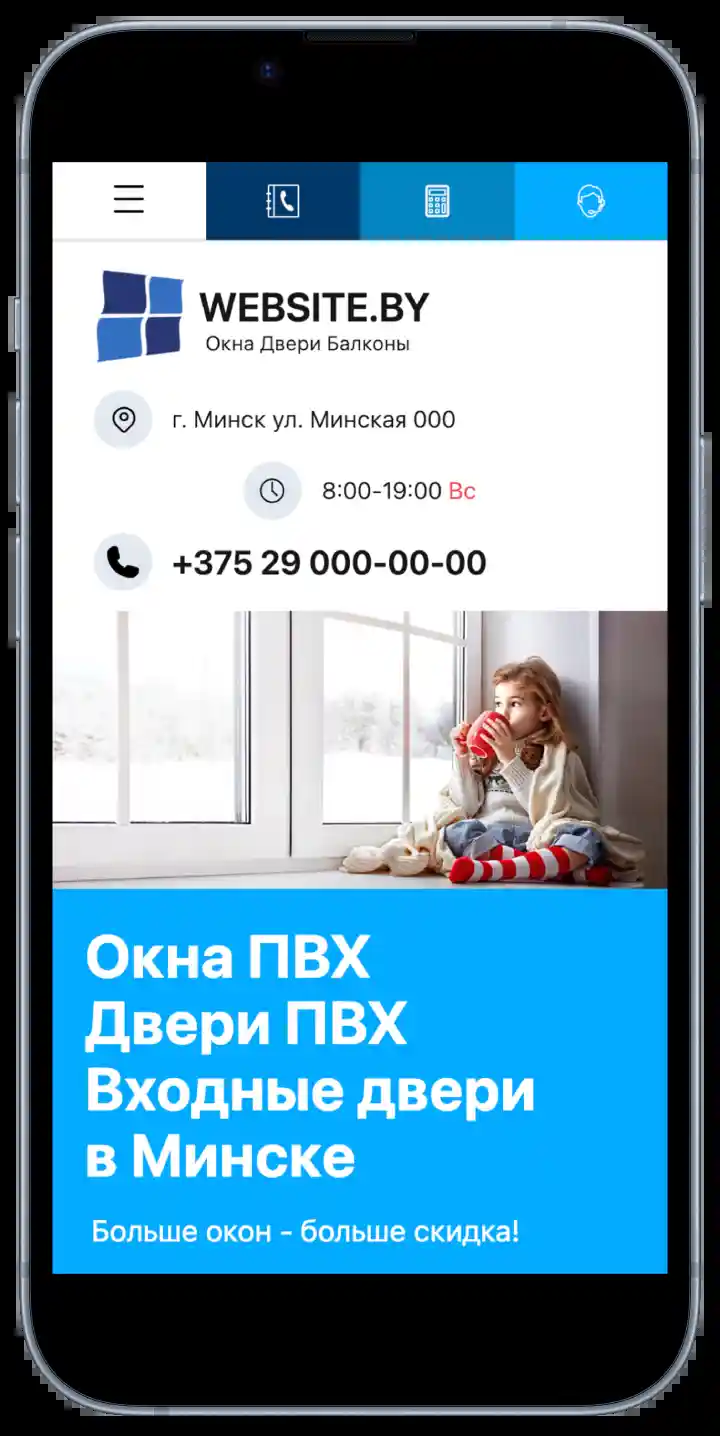 WEBSITE.BY
Окна Двери Балконы
г. Минск ул. Минская 000
8:00-19:00 Вс
+375 29 000-00-00
Окна ПВХ
Двери ПВХ
Входные двери
в Минске
Больше окон - больше скидка!